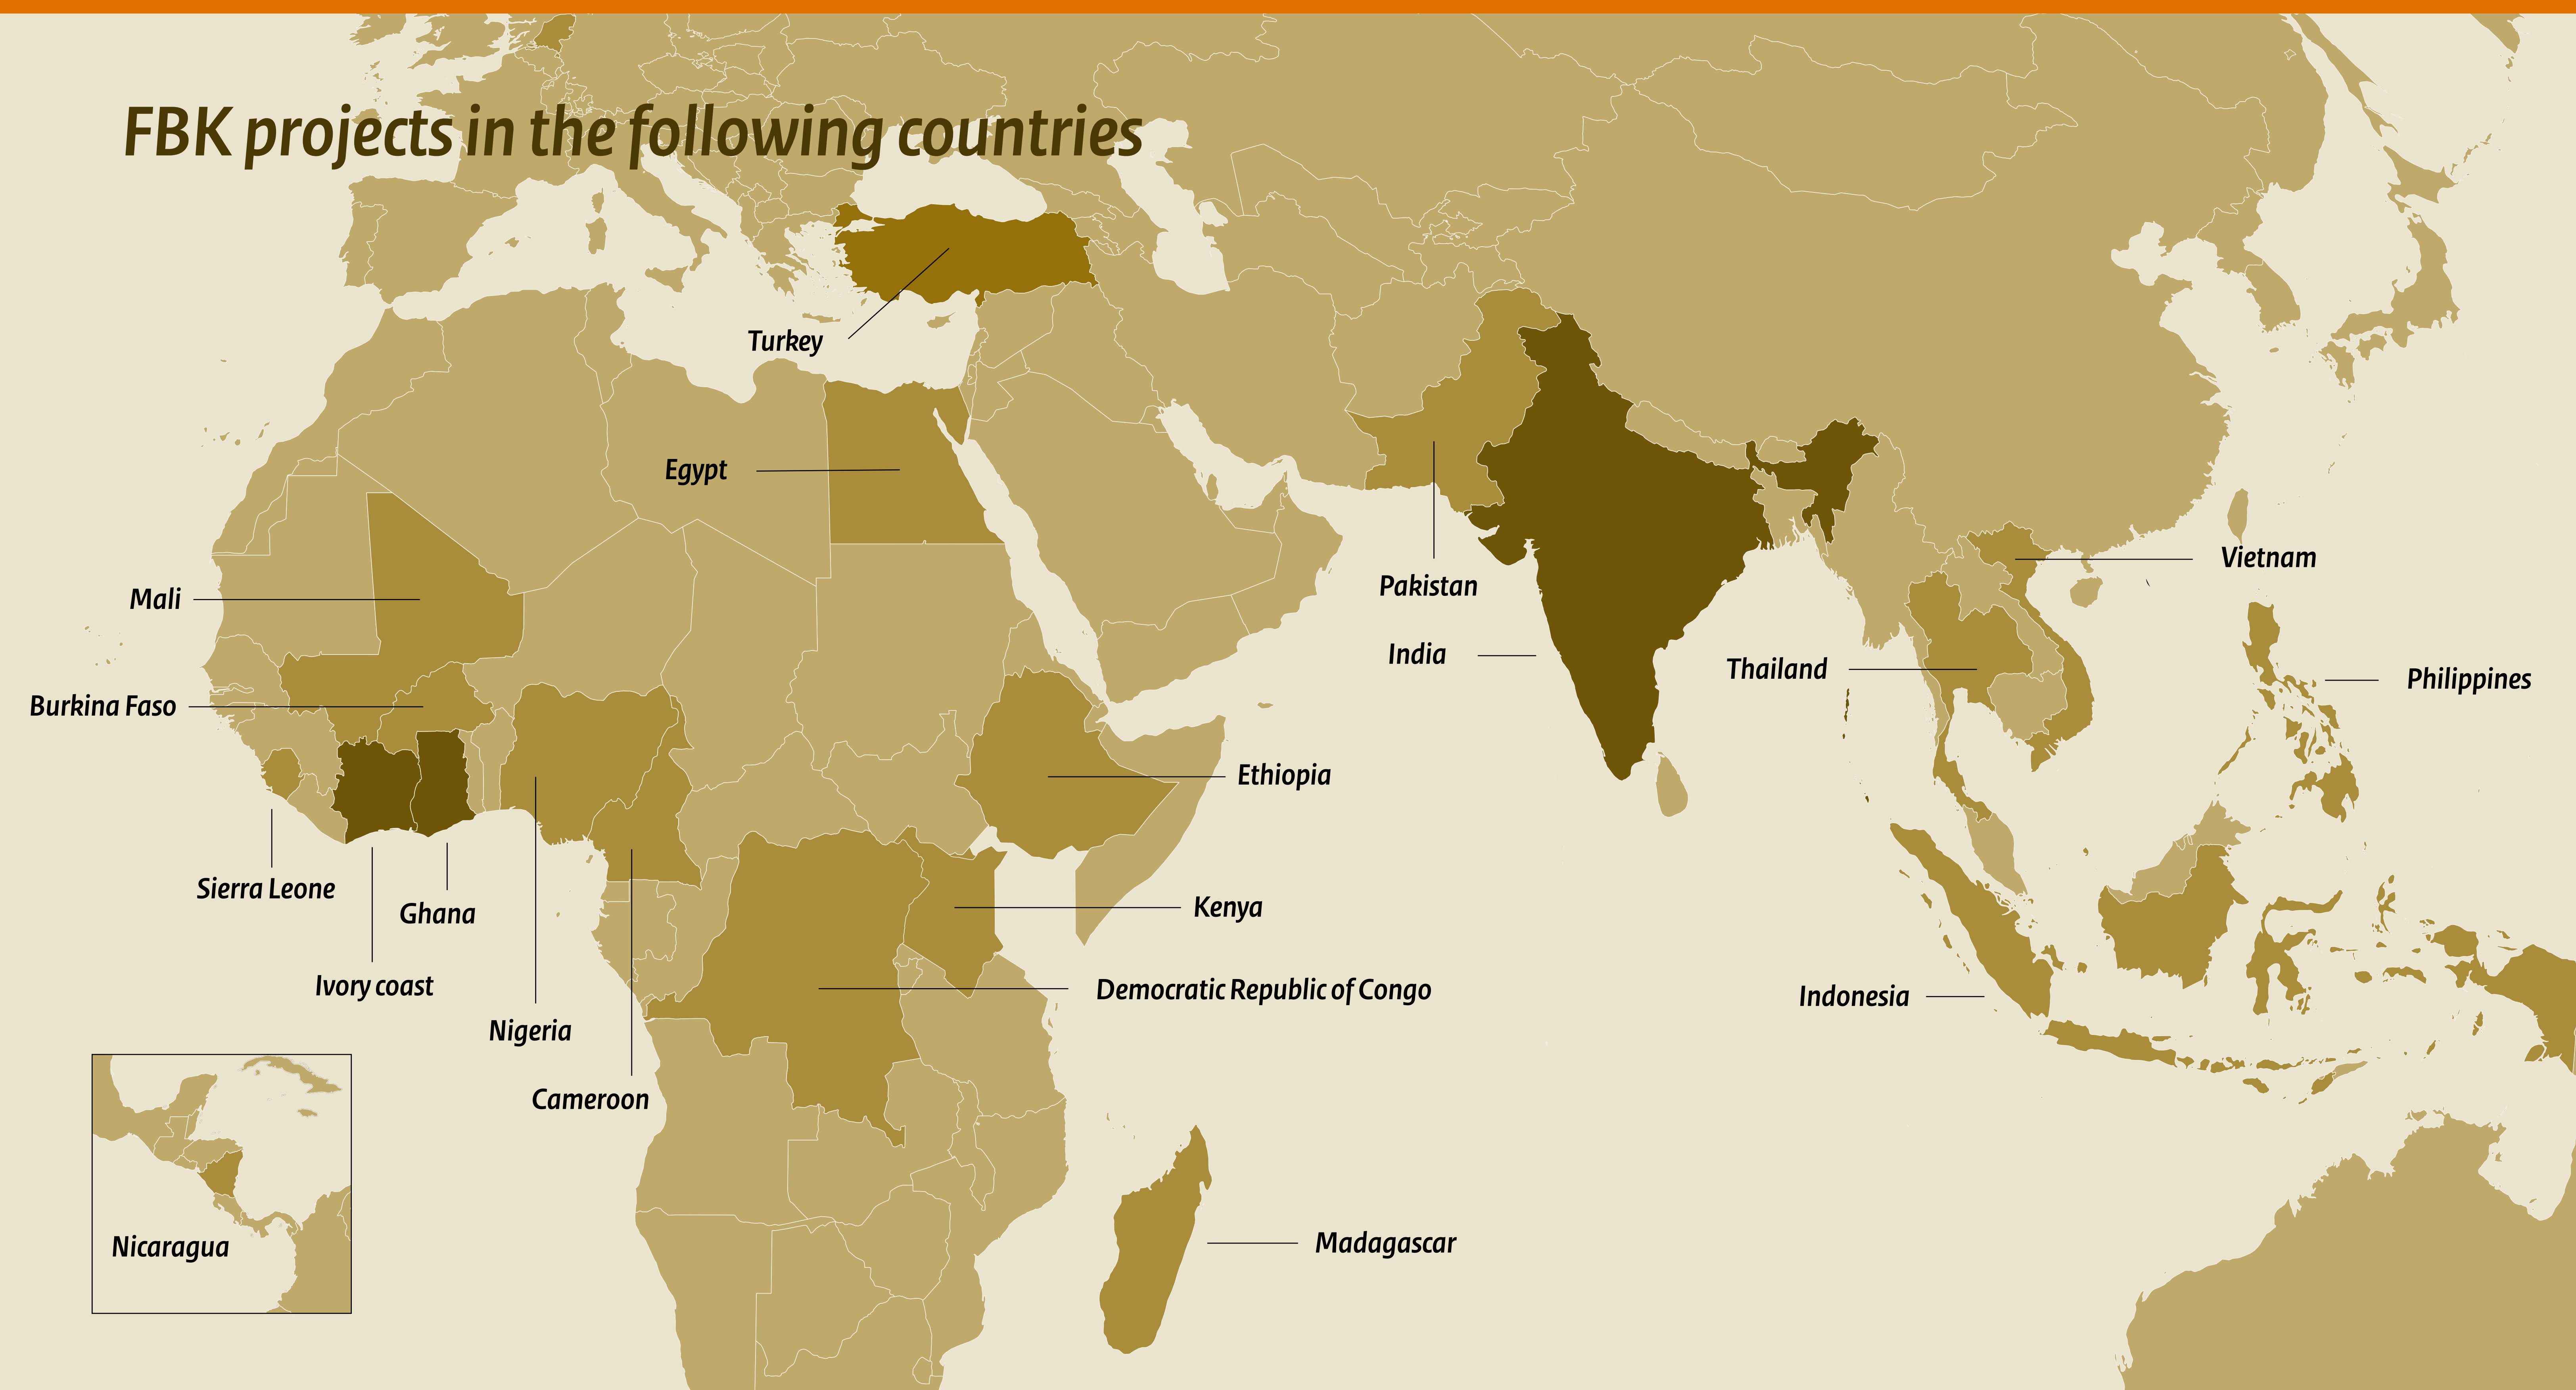 FBK projects in the following countries
Turkey
Egypt
Mali
Vietnam
Pakistan
India
Thailand
Philippines
Burkina Faso
Ethiopia
Sierra Leone
Ghana
Kenya
Ivory coast
Democratic Republic of Congo
Indonesia
Nigeria
Cameroon
Nicaragua
Madagascar